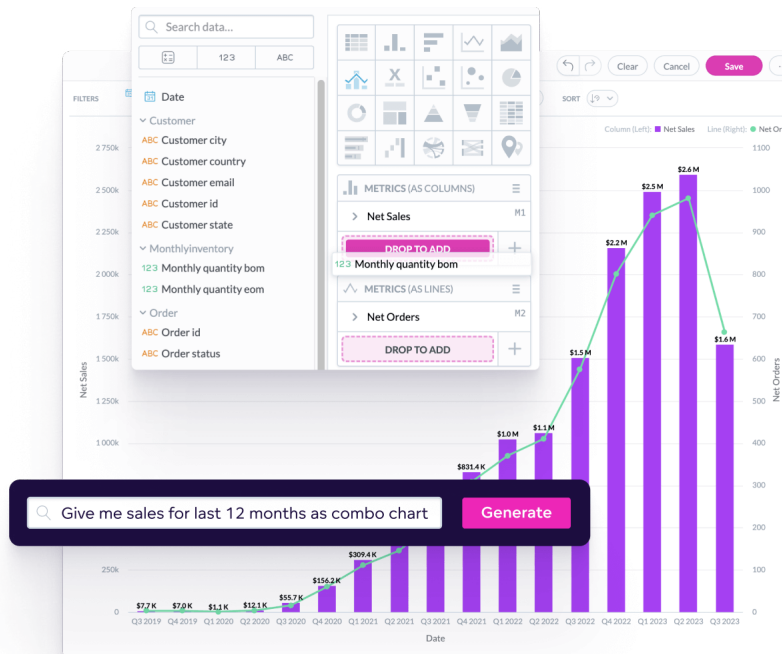 Search data...
123
ABC
Date
Customer
ABC Customer city
ABC Customer country
ABC Customer email
ABC Customer id
ABC Customer state
Monthlyinventory
123 Monthly quantity bom
123 Monthly quantity eom
Order
ABC Order id
ABC Order status
METRICS (AS COLUMNS)
Net Sales M1
DROP TO ADD
123 Monthly quantity bom
METRICS (AS LINES)
Net Orders M2
DROP TO ADD
Clear
Cancel
Save
FILTERS
SORT
Column (Left): Net Sales Line (Right): Net Or
2 750k
2 500k
2 250k
2 000k
1 750k
1 500k
1 250k
1 000k
250k
0
Net Sales
$7.7 K
$7.0 K
$1.1 K
$12.1 K
$55.7 K
$156.2 K
$309.4 K
$831.4 K
$1.0 M
$1.1 M
$1.5 M
$2.2 M
$2.5 M
$2.6 M
$1.6 M
1100
1000
900
800
700
600
500
400
300
200
100
0
Net Orders
Give me sales for last 12 months as combo chart
Generate
Q3 2019 Q4 2019 Q1 2020 Q2 2020 Q3 2020 Q4 2020 Q1 2021 Q2 2021 Q3 2021 Q4 2021 Q1 2022 Q2 2022 Q3 2022 Q4 2022 Q1 2023 Q2 2023 Q3 2023
Date